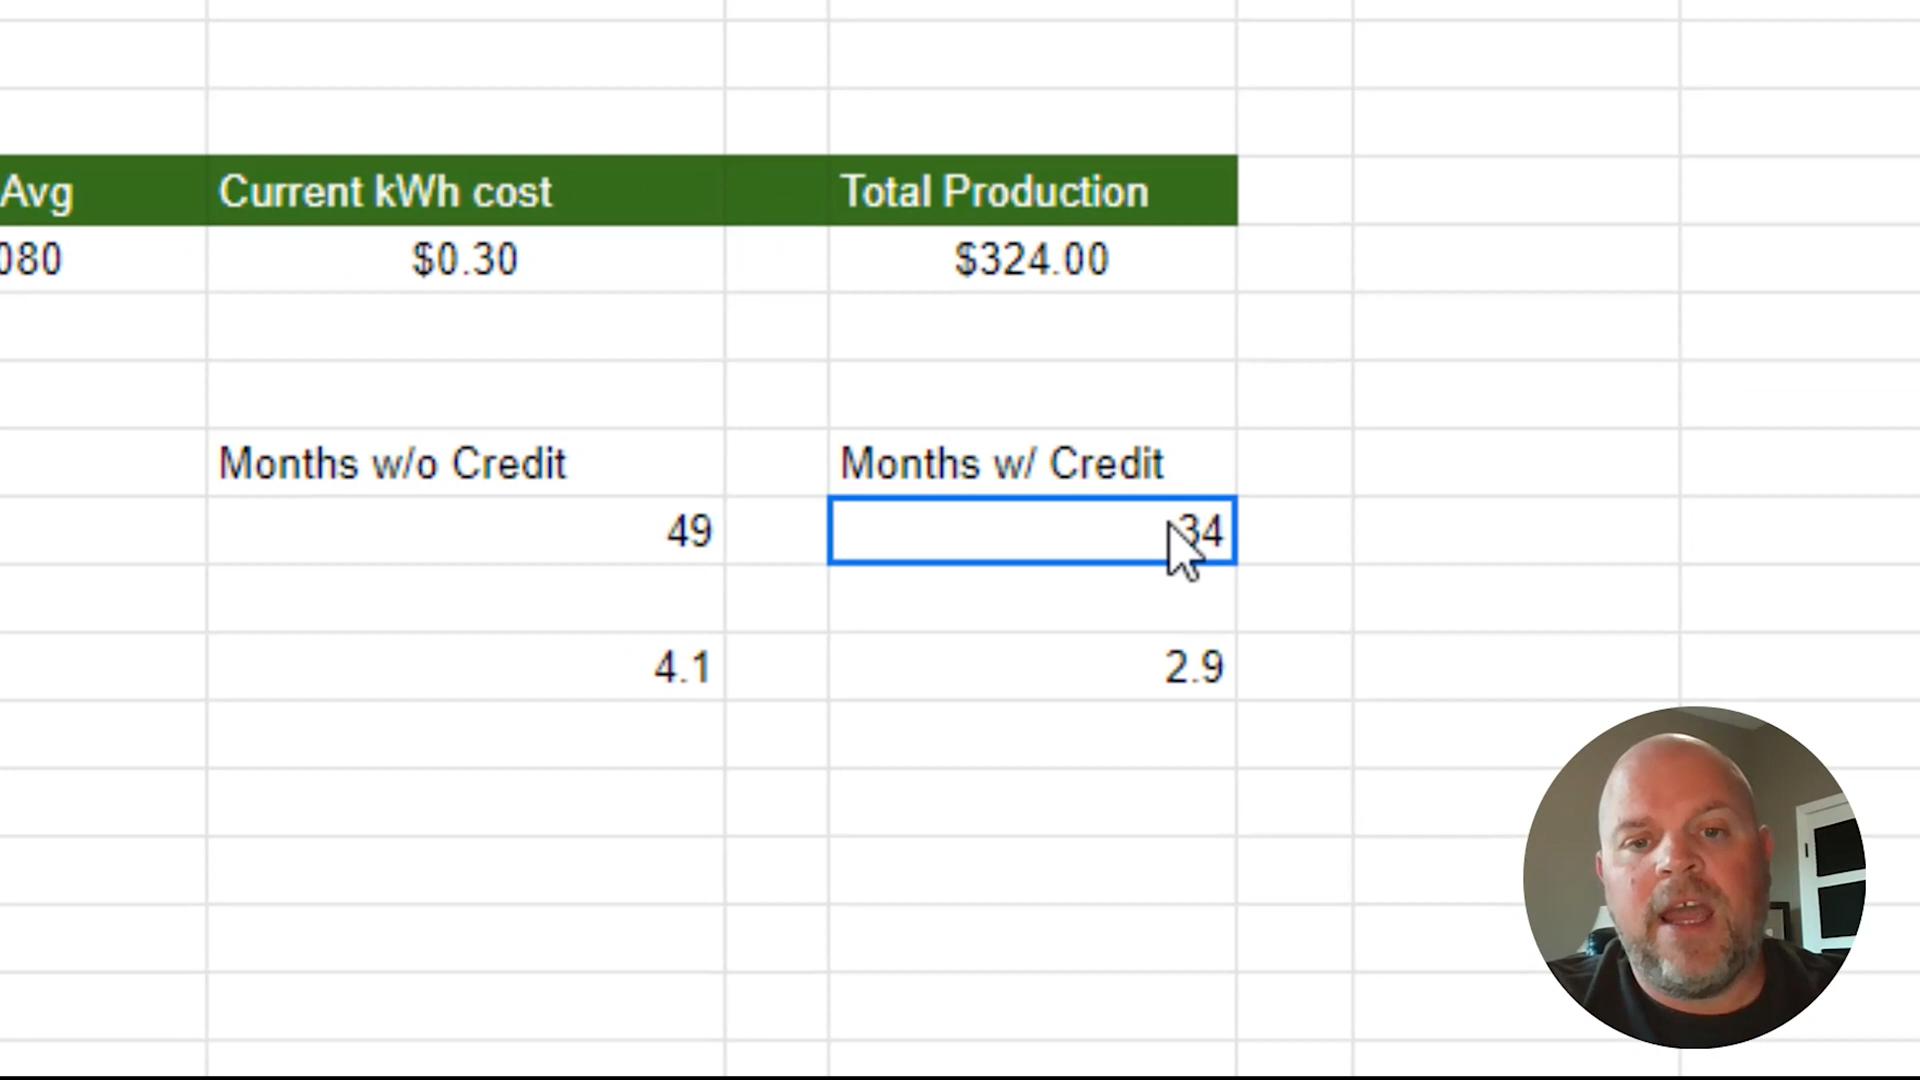 Avg Current kWh cost Total Production
080 $0.30 $324.00
Months w/o Credit Months w/ Credit
49 34
4.1 2.9